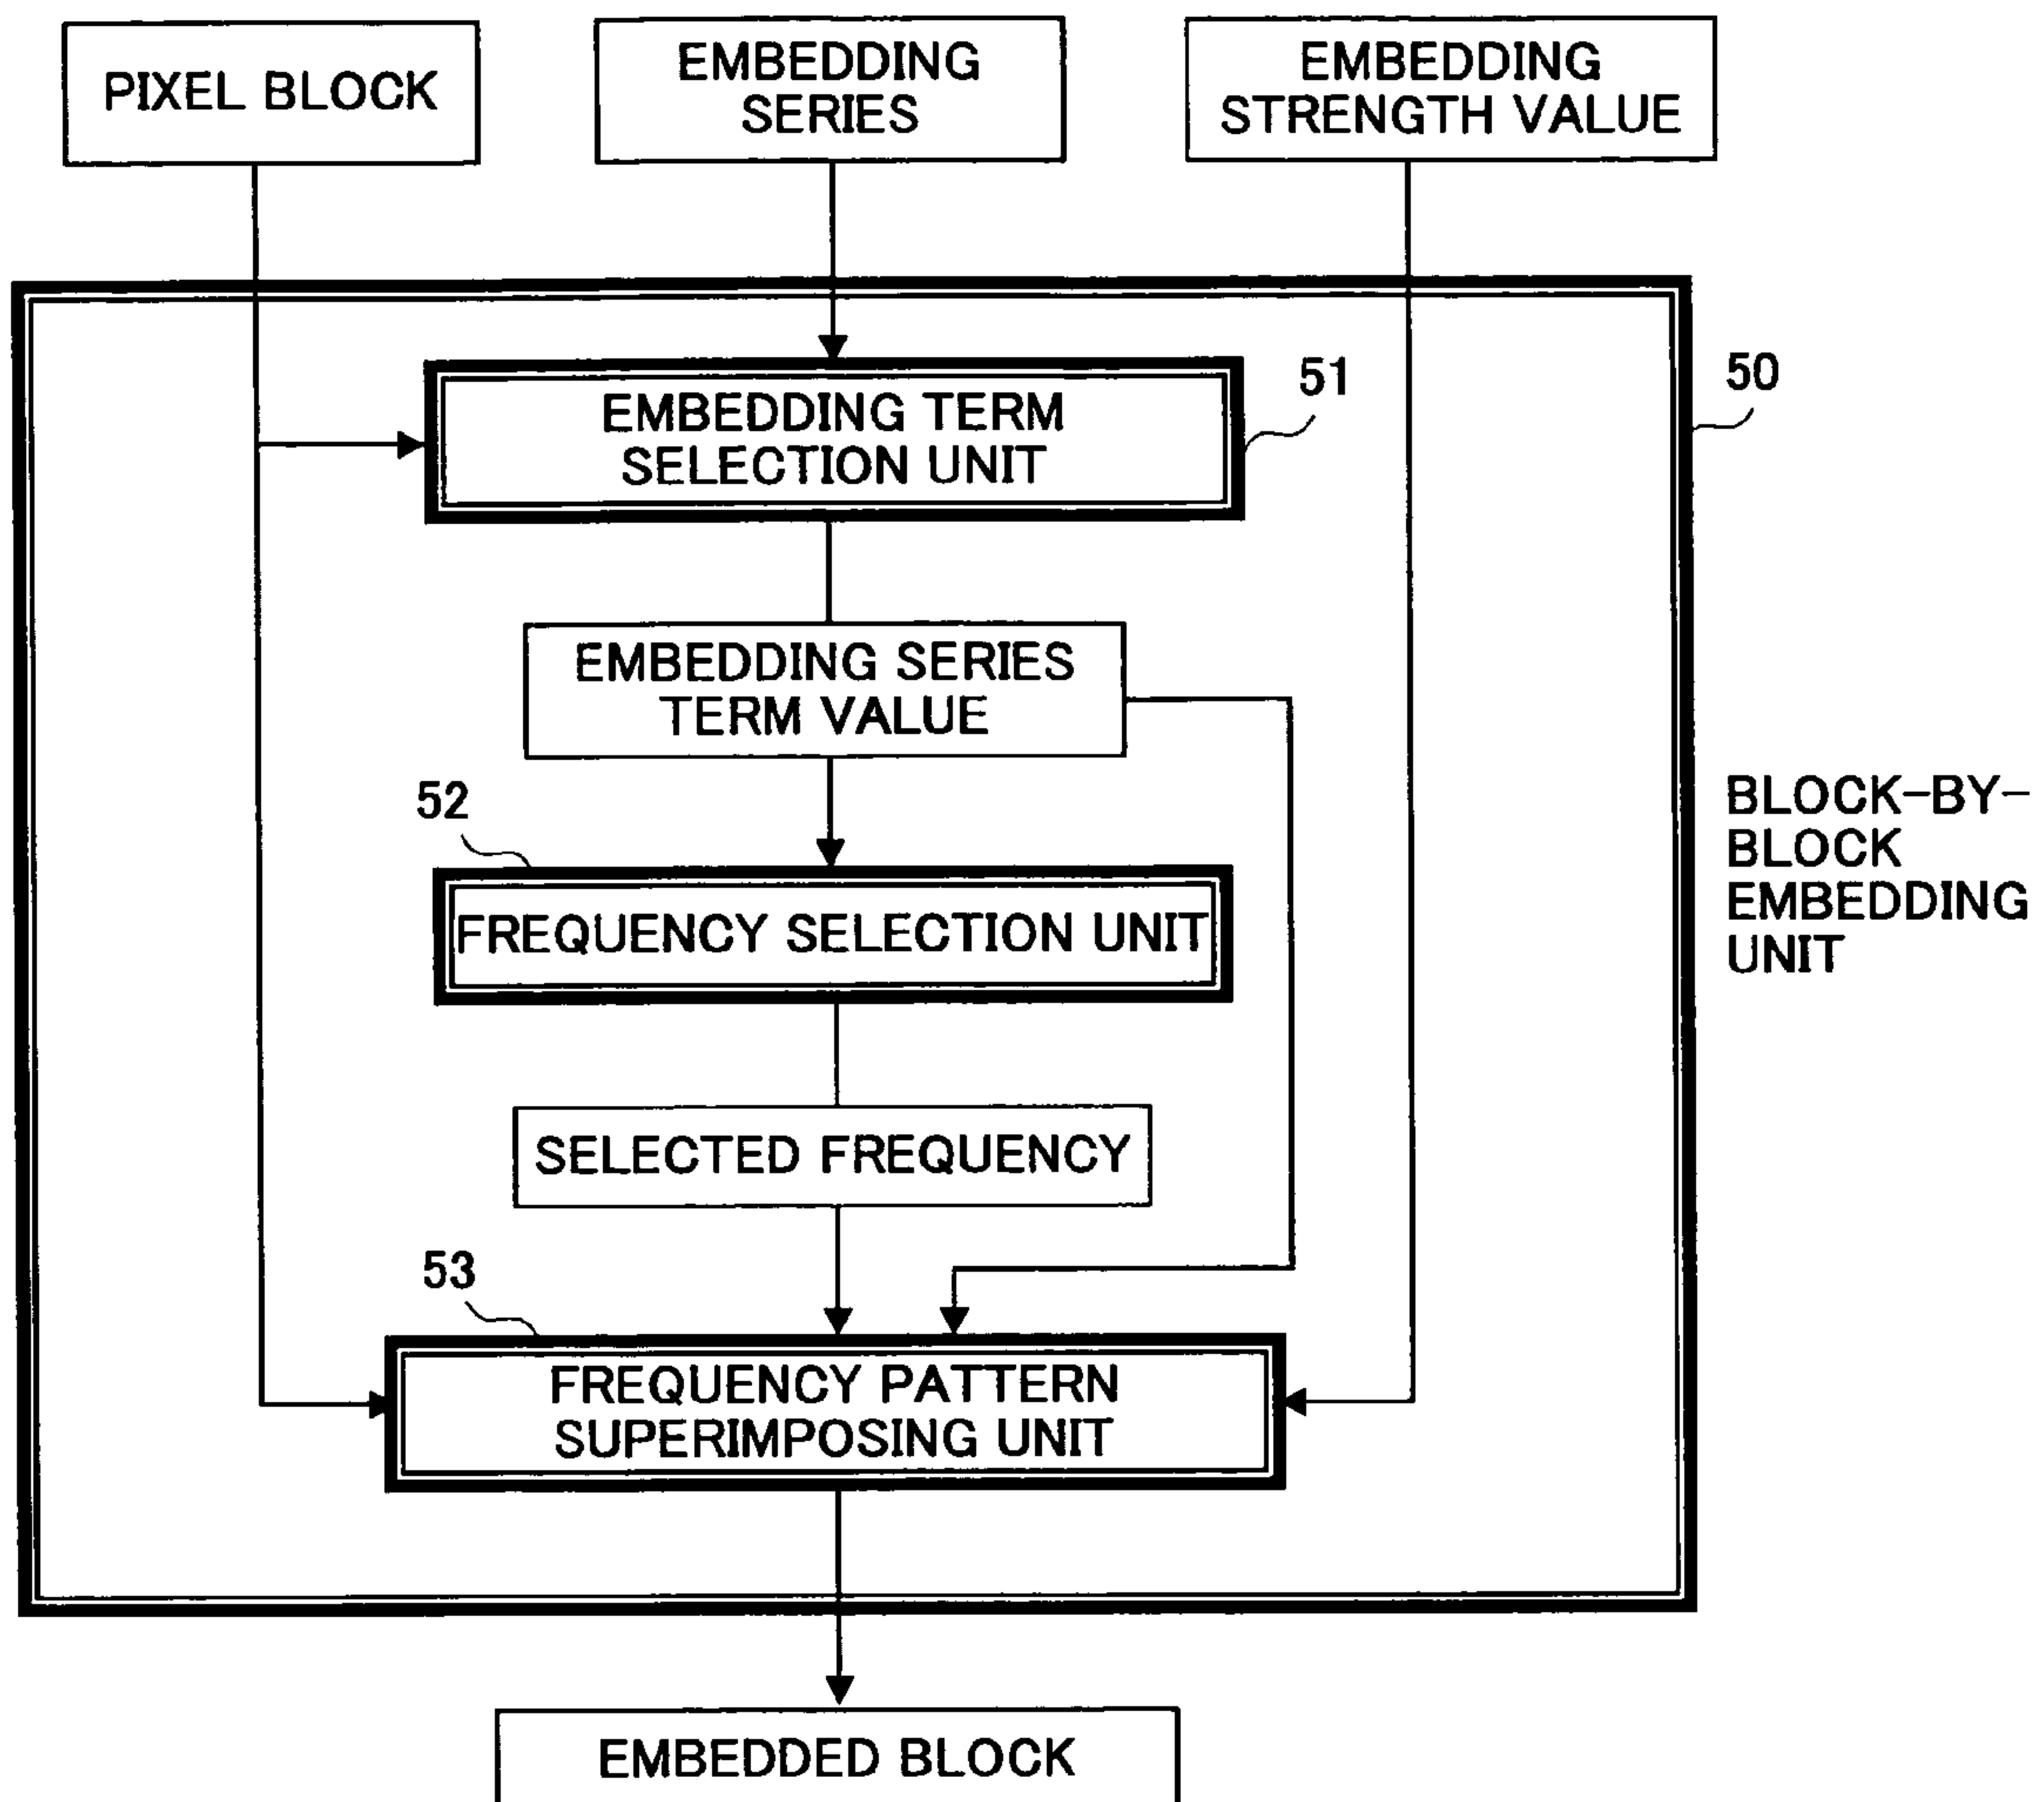 PIXEL BLOCK
EMBEDDING
SERIES
EMBEDDING
STRENGTH VALUE
51
50
EMBEDDING TERM
SELECTION UNIT
EMBEDDING SERIES
TERM VALUE
52
BLOCK-BY-
BLOCK
EMBEDDING
UNIT
FREQUENCY SELECTION UNIT
SELECTED FREQUENCY
53
FREQUENCY PATTERN
SUPERIMPOSING UNIT
EMBEDDED BLOCK